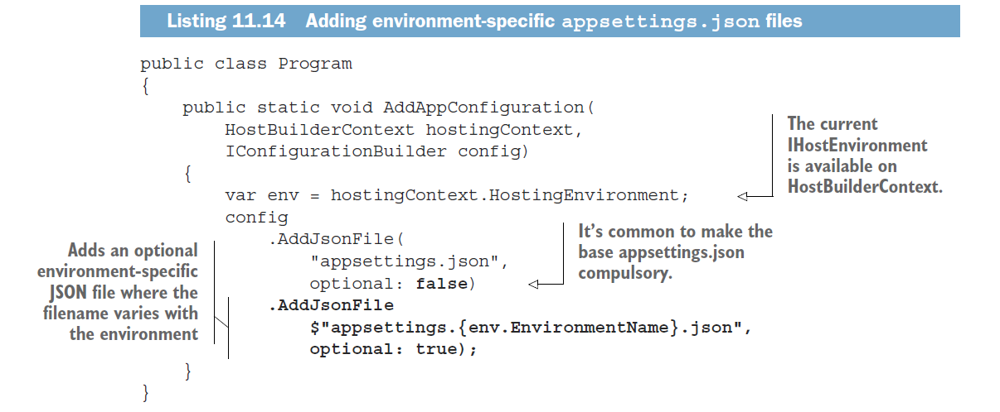 Listing 11.14 Adding environment-specific appsettings.json files
public class Program
{
public static void AddAppConfiguration(
HostBuilderContext hostingContext,
IConfigurationBuilder config)
{
var env = hostingContext.HostingEnvironment;
config
.AddJsonFile(
"appsettings.json",
optional: false)
.AddJsonFile
$"appsettings.{env.EnvironmentName}.json",
optional: true);
}
}
The current
IHostEnvironment
is available on
HostBuilderContext.
It’s common to make the
base appsettings.json
compulsory.
Adds an optional
environment-specific
JSON file where the
filename varies with
the environment